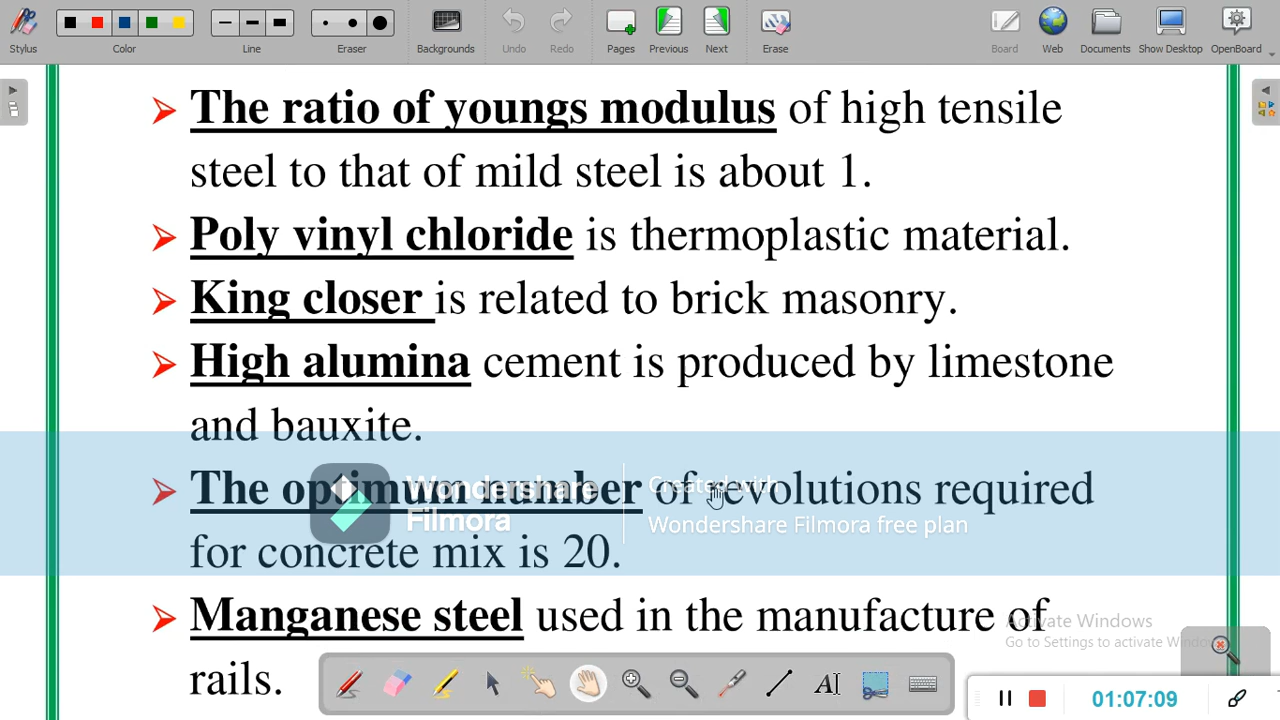 Stylus Color Line Eraser Backgrounds Undo Redo Pages Previous Next Erase Board Web Documents Show Desktop OpenBoard
The ratio of youngs modulus of high tensile
steel to that of mild steel is about 1.
Poly vinyl chloride is thermoplastic material.
King closer is related to brick masonry.
High alumina cement is produced by limestone
and bauxite.
The optimum number of revolutions required
for concrete mix is 20.
Wondershare
Filmora
Created with
Wondershare Filmora free plan
Manganese steel used in the manufacture of
rails.
Activate Windows
Go to Settings to activate Windows
01:07:09